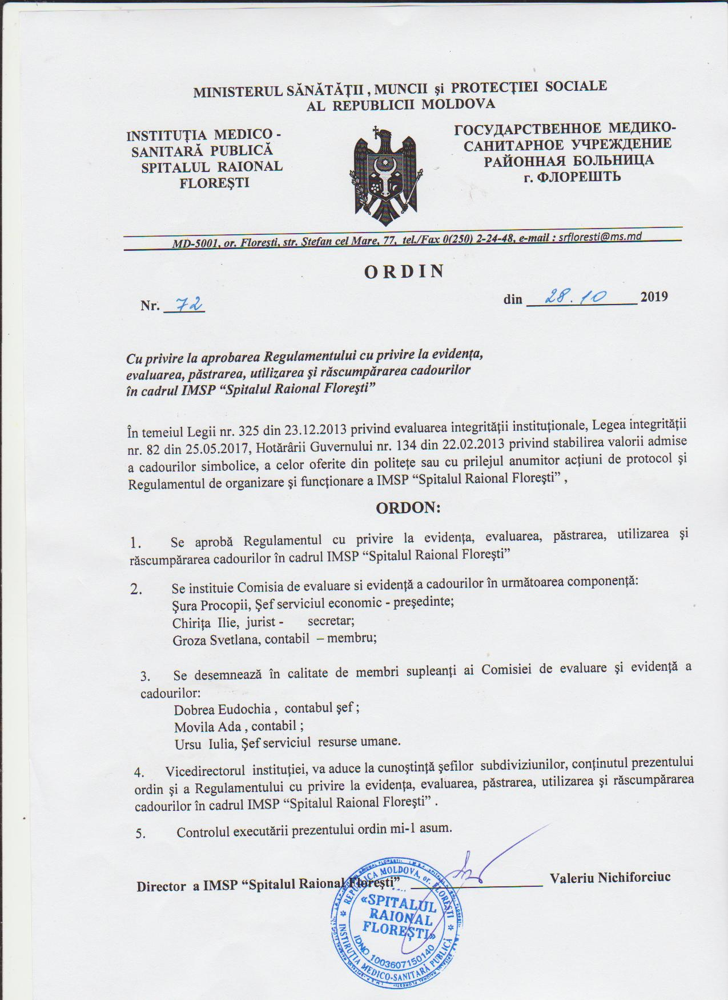 MINISTERUL SĂNĂTĂŢII , MUNCII şi PROTECŢIEI SOCIALE
AL REPUBLICII MOLDOVA
INSTITUŢIA MEDICO -
SANITARĂ PUBLICĂ
SPITALUL RAIONAL
FLOREŞTI
ГОСУДАРСТВЕННОЕ МЕДИКО-
САНИТАРНОЕ УЧРЕЖДЕНИЕ
РАЙОННАЯ БОЛЬНИЦА
г. ФЛОРЕШТЬ
MD-5001, or. Floreşti, str. Ştefan cel Mare, 77, tel./Fax 0(250) 2-24-48, e-mail : srfloresti@ms.md
O R D I N
Nr. 72
din 28.10 2019
Cu privire la aprobarea Regulamentului cu privire la evidenţa,
evaluarea, păstrarea, utilizarea şi răscumpărarea cadourilor
în cadrul IMSP “Spitalul Raional Floreşti”
În temeiul Legii nr. 325 din 23.12.2013 privind evaluarea integrităţii instituţionale, Legea integrităţii
nr. 82 din 25.05.2017, Hotărârii Guvernului nr. 134 din 22.02.2013 privind stabilirea valorii admise
a cadourilor simbolice, a celor oferite din politeţe sau cu prilejul anumitor acţiuni de protocol şi
Regulamentul de organizare şi funcţionare a IMSP “Spitalul Raional Floreşti” ,
ORDON:
1. Se aprobă Regulamentul cu privire la evidenţa, evaluarea, păstrarea, utilizarea şi
răscumpărarea cadourilor în cadrul IMSP “Spitalul Raional Floreşti”
2. Se instituie Comisia de evaluare si evidenţă a cadourilor în următoarea componenţă:
Şura Procopii, Şef serviciul economic - preşedinte;
Chiriţa Ilie, jurist - secretar;
Groza Svetlana, contabil – membru;
3. Se desemnează în calitate de membri supleanţi ai Comisiei de evaluare şi evidenţă a
cadourilor:
Dobrea Eudochia , contabul şef ;
Movila Ada , contabil ;
Ursu Iulia, Şef serviciul resurse umane.
4. Vicedirectorul instituţiei, va aduce la cunoştinţă şefilor subdiviziunilor, conţinutul prezentului
ordin şi a Regulamentului cu privire la evidenţa, evaluarea, păstrarea, utilizarea şi răscumpărarea
cadourilor în cadrul IMSP “Spitalul Raional Floreşti” .
5. Controlul executării prezentului ordin mi-l asum.
Director a IMSP “Spitalul Raional Floreşti” Valeriu Nichiforciuc
REPUBLICA MOLDOVA, or. FLOREŞTI
«SPITALUL
RAIONAL
FLOREŞTI»
IDNO 1003607150140
INSTITUŢIA MEDICO-SANITARĂ PUBLICĂ